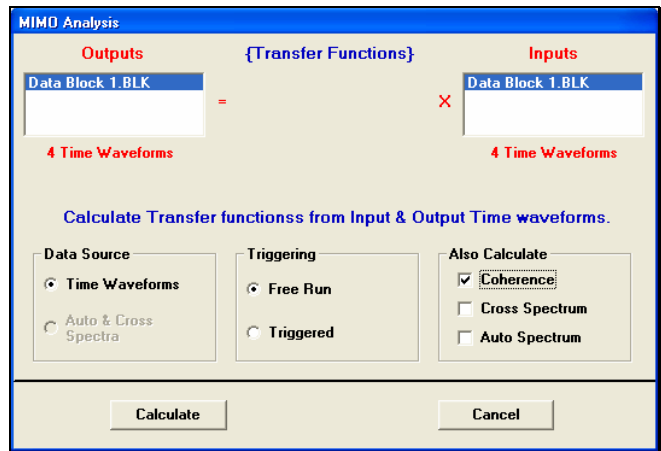 MIMO Analysis
Outputs {Transfer Functions} Inputs
Data Block 1.BLK = X Data Block 1.BLK
4 Time Waveforms 4 Time Waveforms
Calculate Transfer functionss from Input & Output Time waveforms.
Data Source
Time Waveforms
Auto & Cross
Spectra
Triggering
Free Run
Triggered
Also Calculate
Coherence
Cross Spectrum
Auto Spectrum
Calculate Cancel